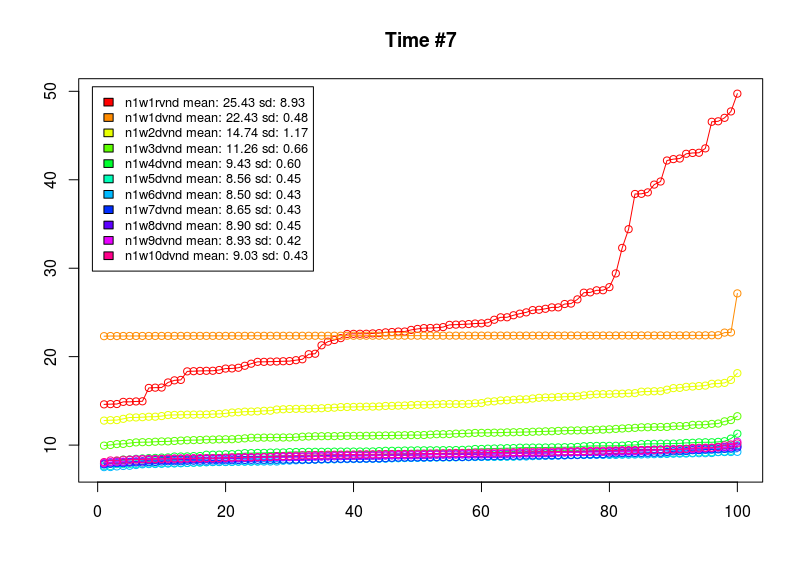 Time #7
n1w1rvnd mean: 25.43 sd: 8.93
n1w1dvnd mean: 22.43 sd: 0.48
n1w2dvnd mean: 14.74 sd: 1.17
n1w3dvnd mean: 11.26 sd: 0.66
n1w4dvnd mean: 9.43 sd: 0.60
n1w5dvnd mean: 8.56 sd: 0.45
n1w6dvnd mean: 8.50 sd: 0.43
n1w7dvnd mean: 8.65 sd: 0.43
n1w8dvnd mean: 8.90 sd: 0.45
n1w9dvnd mean: 8.93 sd: 0.42
n1w10dvnd mean: 9.03 sd: 0.43
50
40
30
20
10
0 20 40 60 80 100